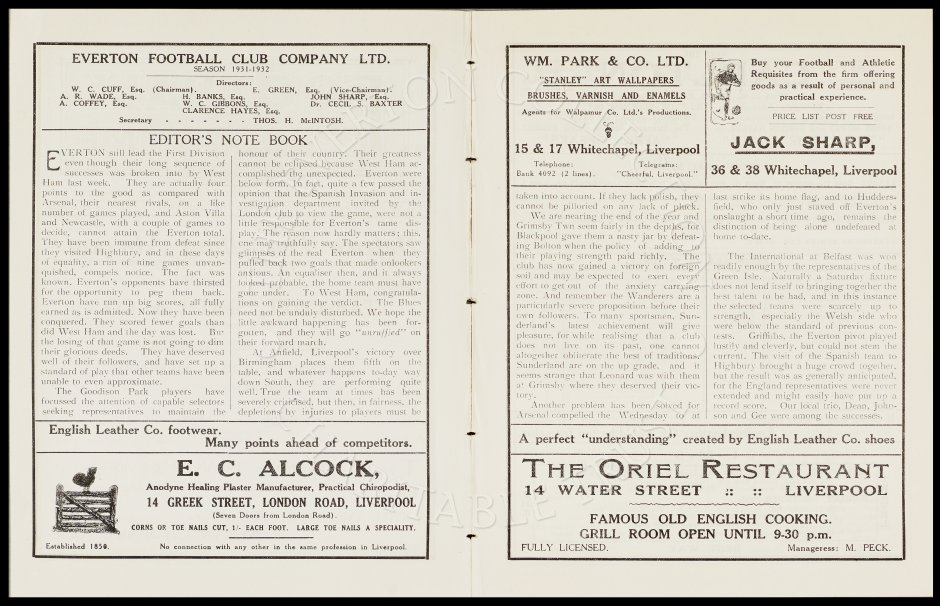 EVERTON FOOTBALL CLUB COMPANY LTD.
SEASON 1931-1932
Directors:
W. C. CUFF, Esq. (Chairman). E. GREEN, Esq. (Vice-Chairman).
A. R. WADE, Esq. H. BANKS, Esq. JOHN SHARP, Esq.
A. COFFEY, Esq. W. C. GIBBONS, Esq. Dr. CECIL S. BAXTER
CLARENCE HAYES, Esq.
Secretary - - - - - - - THOS. H. McINTOSH.
EDITOR'S NOTE BOOK
EVERTON still lead the First Division
even though their long sequence of
successes was broken into by West
Ham last week. They are actually four
points to the good as compared with
Arsenal, their nearest rivals, on a like
number of games played, and Aston Villa
and Newcastle, with a couple of games to
decide, cannot attain the Everton total.
They have been immune from defeat since
they visited Highbury, and in these days
of equality, a run of nine games unvan-
quished, compels notice. The fact was
known. Everton's opponents have thirsted
for the opportunity to peg them back.
Everton have run up big scores, all fully
earned as is admitted. Now they have been
conquered. They scored fewer goals than
did West Ham and the day was lost. But
the losing of that game is not going to dim
their glorious deeds. They have deserved
well of their followers, and have set up a
standard of play that other teams have been
unable to even approximate.
The Goodison Park players have
focussed the attention of capable selectors
seeking representatives to maintain the
honour of their country. Their greatness
cannot be eclipsed because West Ham ac-
complished the unexpected. Everton were
below form. In fact, quite a few passed the
opinion that the Spanish Invasion and in-
vestigation department invited by the
London club to view the game, were not a
little responsible for Everton's tame dis-
play. The reason now hardly matters; this,
one may truthfully say. The spectators saw
glimpses of the real Everton when they
pulled back two goals that made onlookers
anxious. An equaliser then, and it always
looked probable, the home team must have
gone under. To West Ham, congratula-
tions on gaining the verdict. The Blues
need not be unduly disturbed. We hope the
little awkward happening has been for-
gotten, and they will go "unruffled" on
their forward march.
At Anfield, Liverpool's victory over
Birmingham places them fifth on the
table, and whatever happens to-day way
down South, they are performing quite
well. True the team at times has been
severely criticised, but then, in fairness, the
depletions by injuries to players must be
English Leather Co. footwear.
Many points ahead of competitors.
E. C. ALCOCK,
Anodyne Healing Plaster Manufacturer, Practical Chiropodist,
14 GREEK STREET, LONDON ROAD, LIVERPOOL
(Seven Doors from London Road).
CORNS OR TOE NAILS CUT, 1/- EACH FOOT. LARGE TOE NAILS A SPECIALITY.
Established 1850. No connection with any other in the same profession in Liverpool.
WM. PARK & CO. LTD.
"STANLEY" ART WALLPAPERS
BRUSHES, VARNISH AND ENAMELS
Agents for Walpamur Co. Ltd.'s Productions.
15 & 17 Whitechapel, Liverpool
Telephone: Telegrams:
Bank 4092 (2 lines). "Cheerful, Liverpool."
Buy your Football and Athletic
Requisites from the firm offering
goods as a result of personal and
practical experience.
PRICE LIST POST FREE
JACK SHARP,
36 & 38 Whitechapel, Liverpool
taken into account. If they lack polish, they
cannot be pilloried on any lack of pluck.
We are nearing the end of the year and
Grimsby Twn seem fairly in the depths, for
Blackpool gave them a nasty jar by defeat-
ing Bolton when the policy of adding to
their playing strength paid richly. The
club has now gained a victory on foreign
soil and may be expected to exert every
effort to get out of the anxiety carrying
zone. And remember the Wanderers are a
particularly severe proposition before their
own followers. To many sportsmen, Sun-
derland's latest achievement will give
pleasure, for while realising that a club
does not live on its past, one cannot
altogether obliterate the best of traditions.
Sunderland are on the up grade, and it
seems strange that Leonard was with them
at Grimsby where they deserved their vic-
tory.
Another problem has been solved for
Arsenal compelled the Wednesday to at
last strike its home flag, and to Hudders-
field, who only just staved off Everton's
onslaught a short time ago, remains the
distinction of being alone undefeated at
home to-date.
The International at Belfast was won
readily enough by the representatives of the
Green Isle. Naturally a Saturday fixture
does not lend itself to bringing together the
best talent to be had, and in this instance
the selected teams were scarcely up to
strength, especially the Welsh side who
were below the standard of previous con-
tests. Griffiths, the Everton pivot played
lustily and cleverly, but could not stem the
current. The visit of the Spanish team to
Highbury brought a huge crowd together,
but the result was as generally anticipated,
for the England representatives were never
extended and might easily have put up a
record score. Our local trio, Dean, John-
son and Gee were among the successes.
A perfect "understanding" created by English Leather Co. shoes
THE ORIEL RESTAURANT
14 WATER STREET :: :: LIVERPOOL
FAMOUS OLD ENGLISH COOKING.
GRILL ROOM OPEN UNTIL 9-30 p.m.
FULLY LICENSED. Manageress: M. PECK.